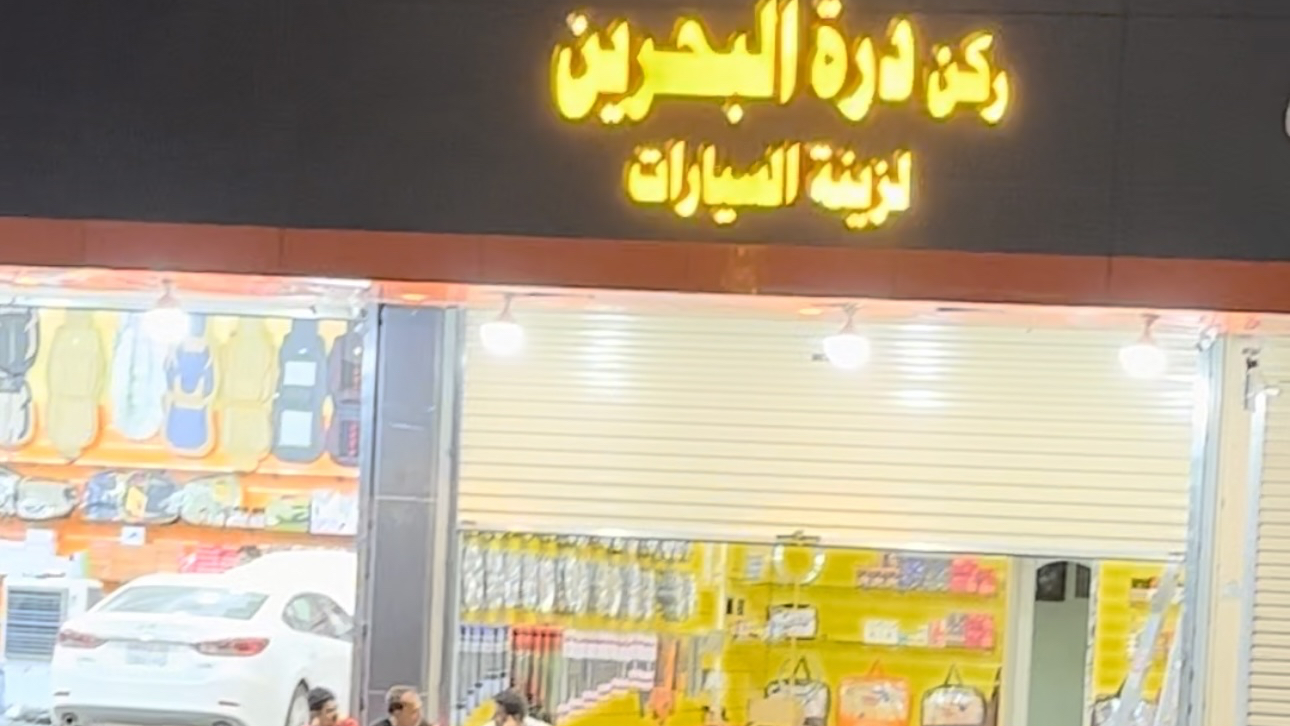 ركن درة البحرين
لزينة السيارات